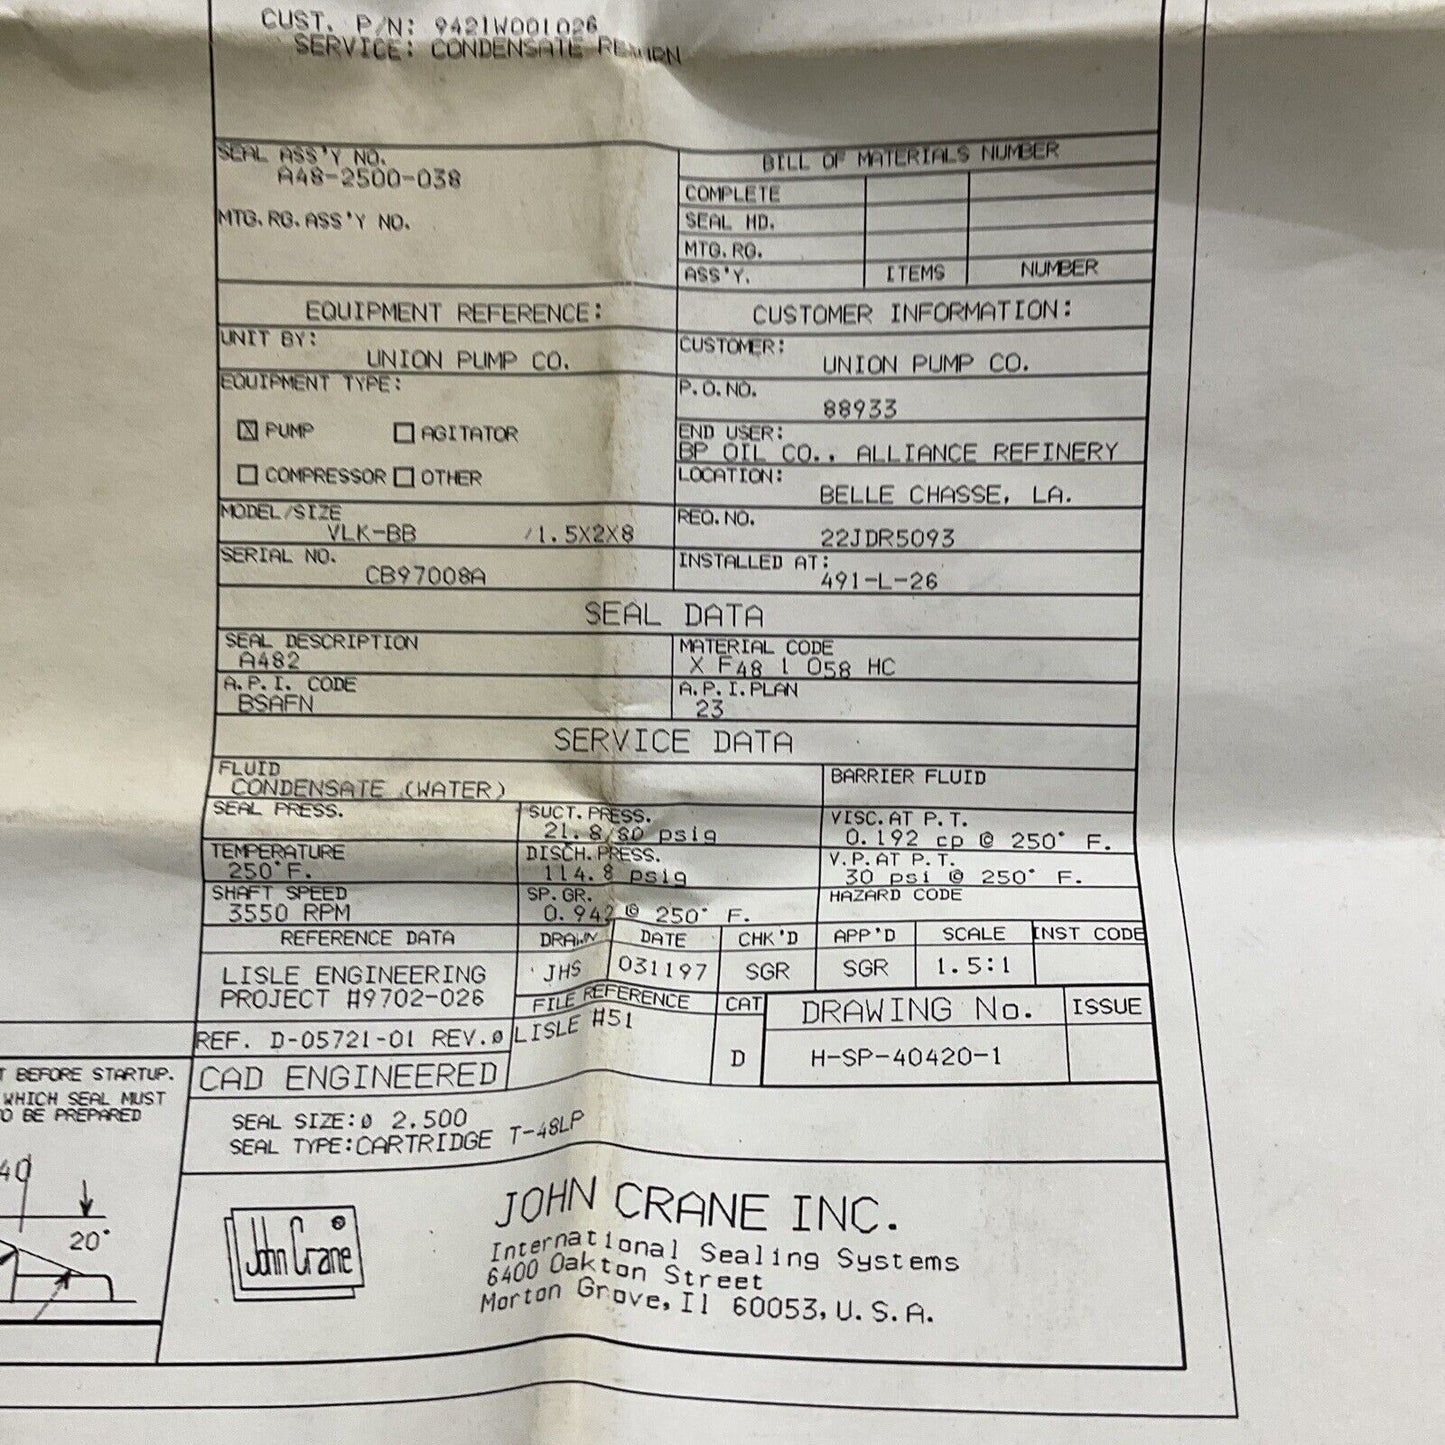 CUST. P/N: 9421W001026
SERVICE: CONDENSATE RETURN
SEAL ASS'Y NO.
A48-2500-038
MTG.RG.ASS'Y NO.
BILL OF MATERIALS NUMBER
COMPLETE
SEAL HD.
MTG.RG.
ASS'Y. ITEMS NUMBER
EQUIPMENT REFERENCE:
UNIT BY:
UNION PUMP CO.
EQUIPMENT TYPE:
PUMP AGITATOR
COMPRESSOR OTHER
MODEL/SIZE
VLK-BB /1.5X2X8
SERIAL NO.
CB97008A
CUSTOMER INFORMATION:
CUSTOMER:
UNION PUMP CO.
P.O.NO.
88933
END USER:
BP OIL CO., ALLIANCE REFINERY
LOCATION:
BELLE CHASSE, LA.
REQ.NO.
22JDR5093
INSTALLED AT:
491-L-26
SEAL DATA
SEAL DESCRIPTION
A482
MATERIAL CODE
X F48 1 O58 HC
A.P.I. CODE
BSAFN
A.P.I.PLAN
23
SERVICE DATA
FLUID
CONDENSATE (WATER)
BARRIER FLUID
SEAL PRESS.
SUCT.PRESS.
21.8/80 psig
VISC.AT P.T.
0.192 cp @ 250° F.
TEMPERATURE
250°F.
DISCH.PRESS.
114.8 psig
V.P.AT P.T.
30 psi @ 250° F.
SHAFT SPEED
3550 RPM
SP.GR.
0.942 @ 250° F.
HAZARD CODE
REFERENCE DATA
LISLE ENGINEERING
PROJECT #9702-026
REF. D-05721-01 REV.ø
CAD ENGINEERED
DRAWN DATE CHK'D APP'D SCALE INST CODE
JHS 031197 SGR SGR 1.5:1
FILE REFERENCE
LISLE #51
CAT
D
DRAWING No.
H-SP-40420-1
ISSUE
SEAL SIZE:ø 2.500
SEAL TYPE:CARTRIDGE T-48LP
John Crane ®
JOHN CRANE INC.
International Sealing Systems
6400 Oakton Street
Morton Grove,Il 60053,U.S.A.
T BEFORE STARTUP.
WHICH SEAL MUST
O BE PREPARED
40
20°